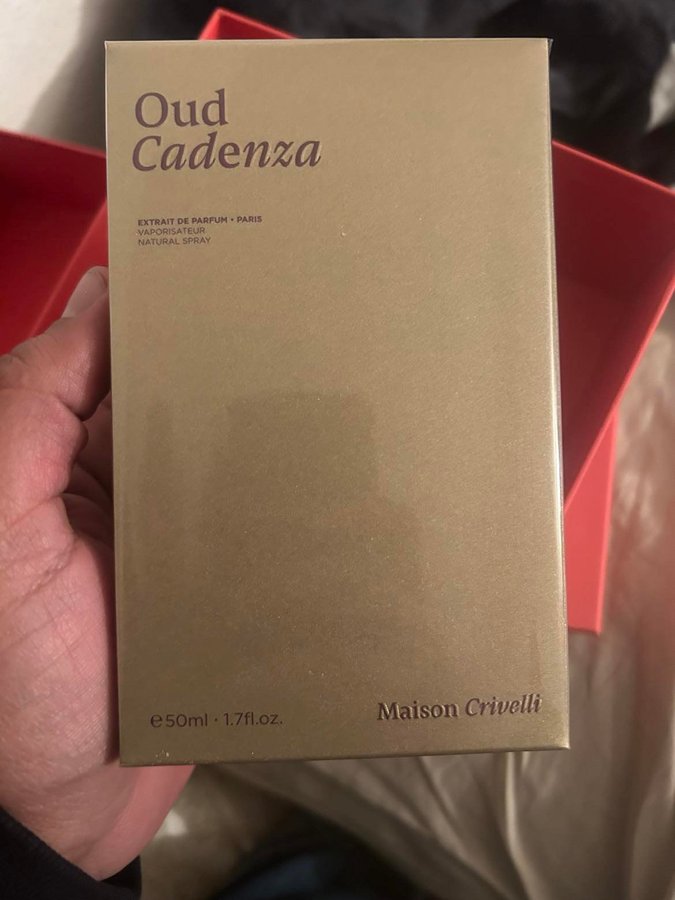 Oud
Cadenza
EXTRAIT DE PARFUM • PARIS
VAPORISATEUR
NATURAL SPRAY
℮50ml · 1.7fl.oz.
Maison Crivelli